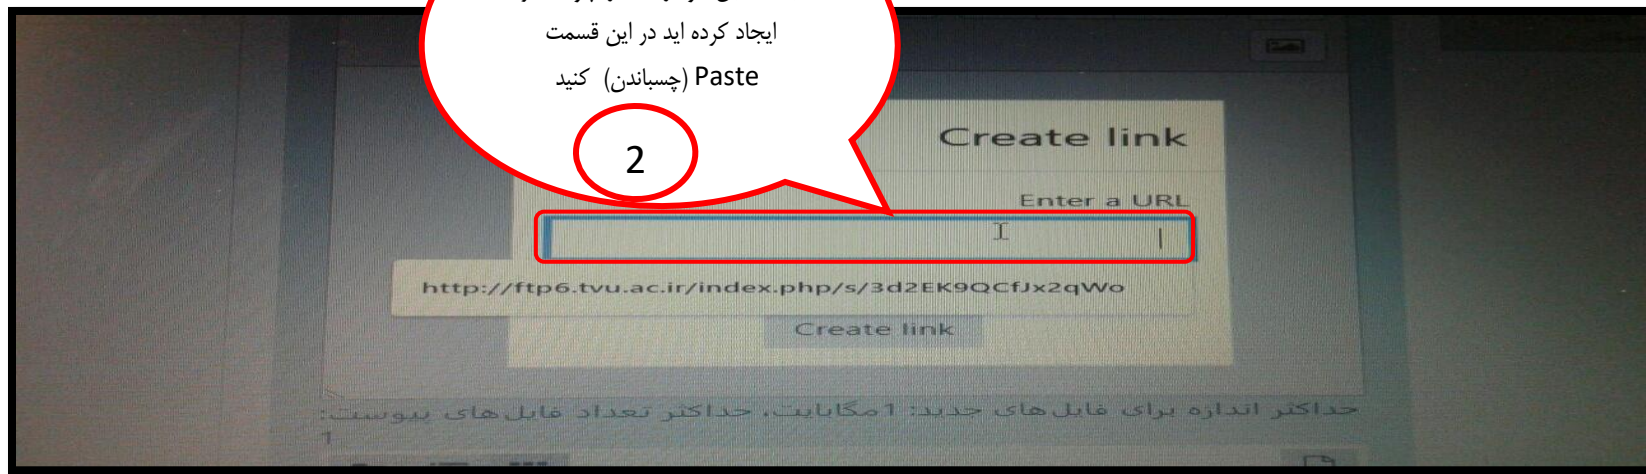 ایجاد کرده اید در این قسمت
Paste (چسباندن) کنید
2
Create link
Enter a URL
http://ftp6.tvu.ac.ir/index.php/s/3d2EK9QCfJx2qWo
Create link
حداکثر اندازه برای فایل‌های جدید: 1مگابایت، حداکثر تعداد فایل‌های پیوست:
1